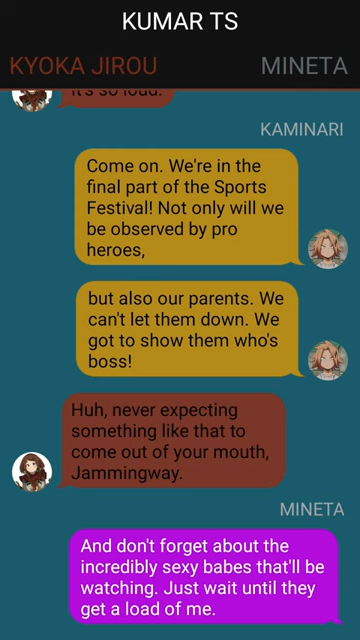 KUMAR TS
KYOKA JIROU
MINETA
It's so loud.
KAMINARI
Come on. We're in the
final part of the Sports
Festival! Not only will we
be observed by pro
heroes,
but also our parents. We
can't let them down. We
got to show them who's
boss!
Huh, never expecting
something like that to
come out of your mouth,
Jammingway.
MINETA
And don't forget about the
incredibly sexy babes that'll be
watching. Just wait until they
get a load of me.